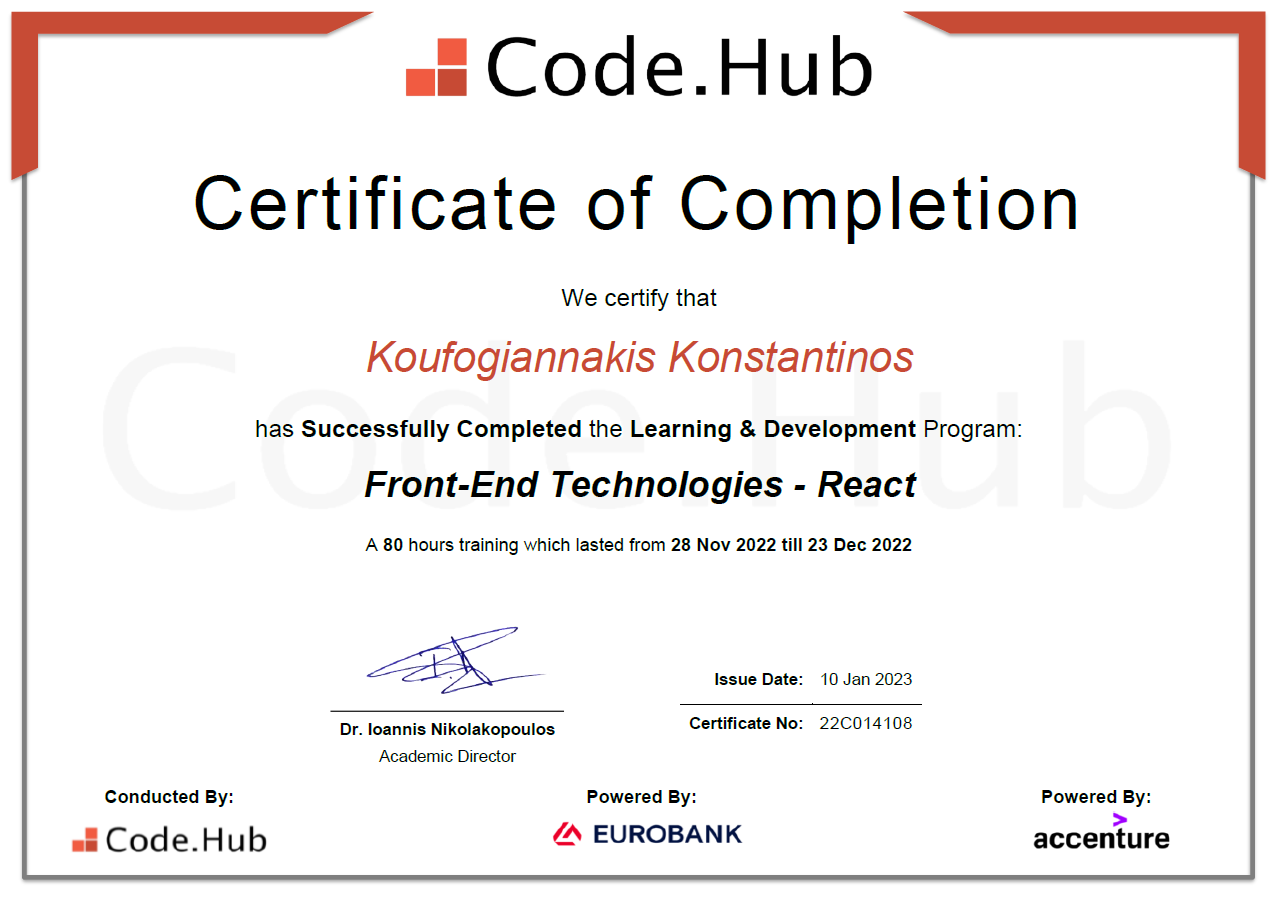 Code.Hub
Certificate of Completion
We certify that
Koufogiannakis Konstantinos
Code.Hub
has Successfully Completed the Learning & Development Program:
Front-End Technologies - React
A 80 hours training which lasted from 28 Nov 2022 till 23 Dec 2022
Issue Date: 10 Jan 2023
Certificate No: 22C014108
Dr. Ioannis Nikolakopoulos
Academic Director
Conducted By:
Code.Hub
Powered By:
EUROBANK
Powered By:
accenture